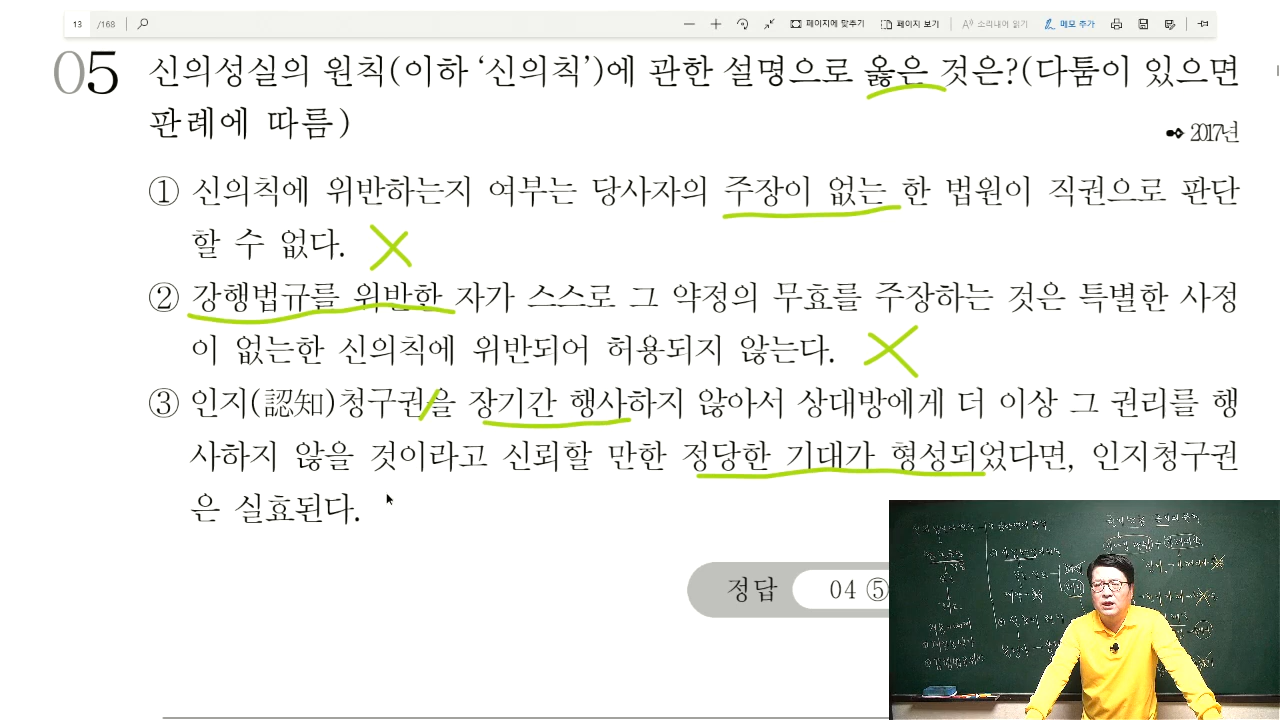 13 /168 페이지에 맞추기 페이지 보기 소리내어 읽기 메모 추가
05 신의성실의 원칙(이하 ‘신의칙’)에 관한 설명으로 옳은 것은?(다툼이 있으면
판례에 따름)
2017년
① 신의칙에 위반하는지 여부는 당사자의 주장이 없는 한 법원이 직권으로 판단
할 수 없다.
② 강행법규를 위반한 자가 스스로 그 약정의 무효를 주장하는 것은 특별한 사정
이 없는한 신의칙에 위반되어 허용되지 않는다.
③ 인지(認知)청구권을 장기간 행사하지 않아서 상대방에게 더 이상 그 권리를 행
사하지 않을 것이라고 신뢰할 만한 정당한 기대가 형성되었다면, 인지청구권
은 실효된다.
정답 04 ⑤